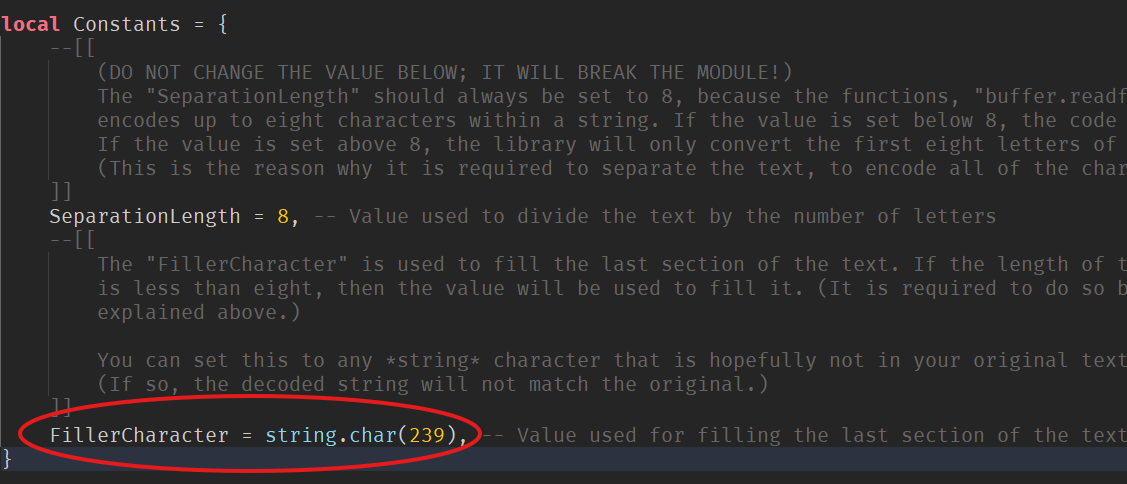 local Constants = {
--[[
(DO NOT CHANGE THE VALUE BELOW; IT WILL BREAK THE MODULE!)
The "SeparationLength" should always be set to 8, because the functions, "buffer.readf
encodes up to eight characters within a string. If the value is set below 8, the code
If the value is set above 8, the library will only convert the first eight letters of
(This is the reason why it is required to separate the text, to encode all of the char
]]
SeparationLength = 8, -- Value used to divide the text by the number of letters
--[[
The "FillerCharacter" is used to fill the last section of the text. If the length of t
is less than eight, then the value will be used to fill it. (It is required to do so b
explained above.)
You can set this to any *string* character that is hopefully not in your original text
(If so, the decoded string will not match the original.)
]]
FillerCharacter = string.char(239), -- Value used for filling the last section of the text
}